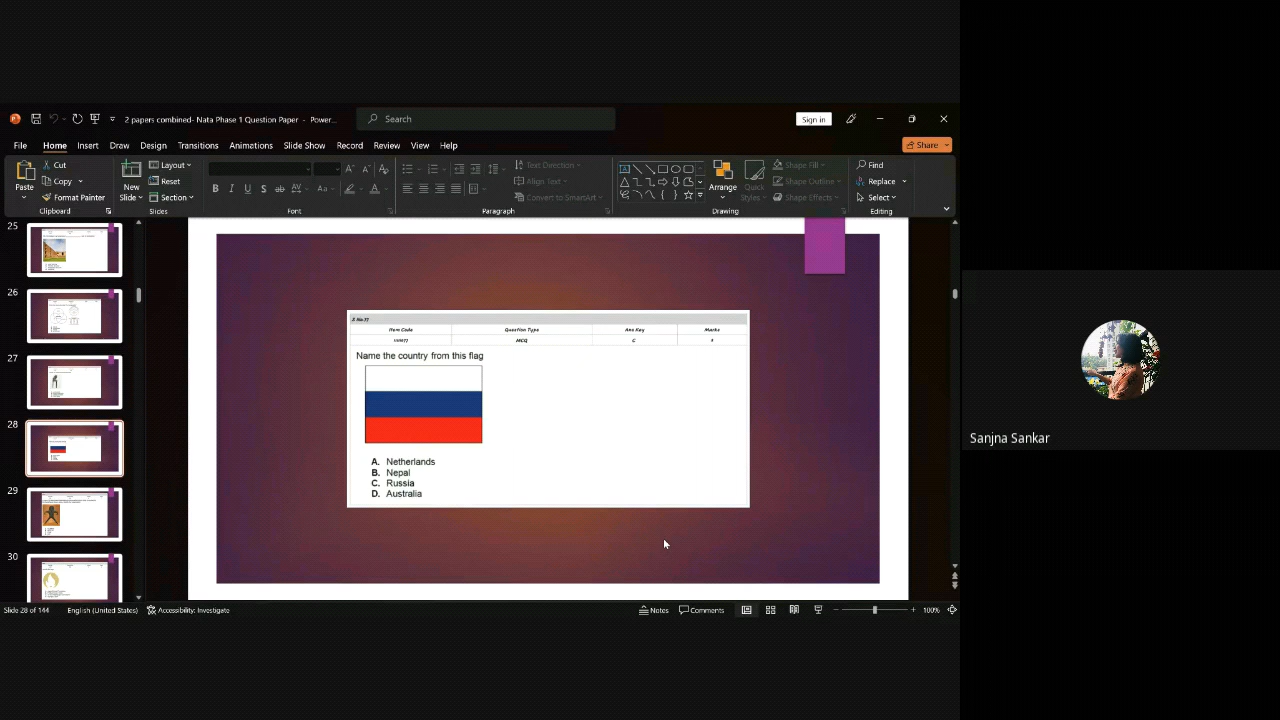 2 papers combined- Nata Phase 1 Question Paper - Power...
Search
Sign in
File Home Insert Draw Design Transitions Animations Slide Show Record Review View Help
Share
Paste
Cut
Copy
Format Painter
Clipboard
New Slide
Layout
Reset
Section
Slides
Font
Text Direction
Align Text
Convert to SmartArt
Paragraph
Arrange
Quick Styles
Shape Fill
Shape Outline
Shape Effects
Drawing
Find
Replace
Select
Editing
25
26
27
28
29
30
Item Code Question Type Ans Key Marks
MCQ C
Name the country from this flag
A. Netherlands
B. Nepal
C. Russia
D. Australia
Sanjna Sankar
Slide 28 of 144 English (United States) Accessibility: Investigate Notes Comments 100%